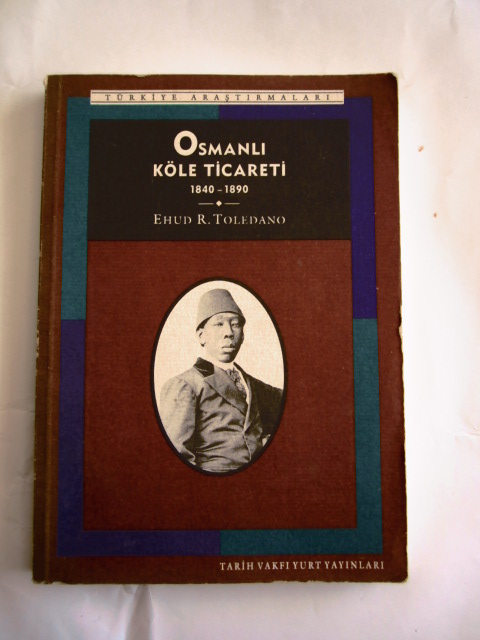 TÜRKİYE ARAŞTIRMALARI
OSMANLI
KÖLE TİCARETİ
1840 - 1890
EHUD R. TOLEDANO
TARİH VAKFI YURT YAYINLARI